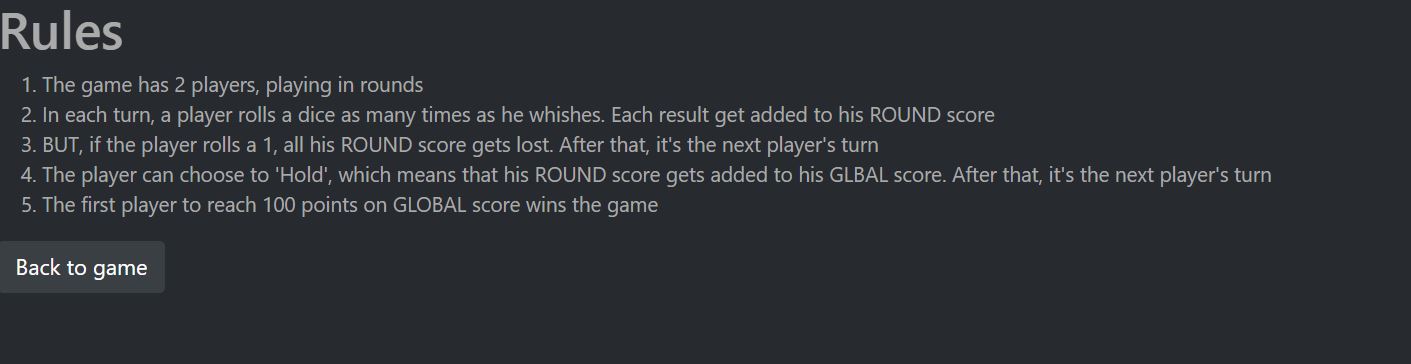 Rules
1. The game has 2 players, playing in rounds
2. In each turn, a player rolls a dice as many times as he whishes. Each result get added to his ROUND score
3. BUT, if the player rolls a 1, all his ROUND score gets lost. After that, it's the next player's turn
4. The player can choose to 'Hold', which means that his ROUND score gets added to his GLBAL score. After that, it's the next player's turn
5. The first player to reach 100 points on GLOBAL score wins the game
Back to game